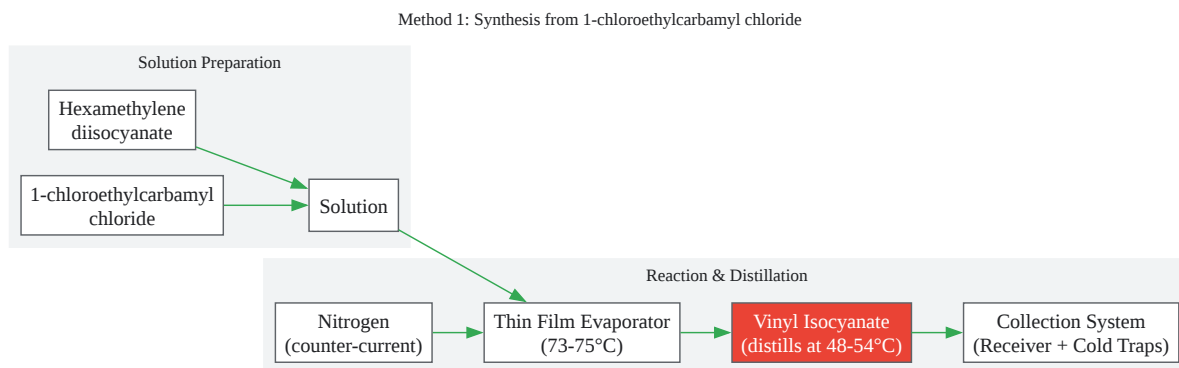 Method 1: Synthesis from 1-chloroethylcarbamyl chloride
Solution Preparation
Hexamethylene
diisocyanate
1-chloroethylcarbamyl
chloride
Solution
Reaction & Distillation
Nitrogen
(counter-current)
Thin Film Evaporator
(73-75°C)
Vinyl Isocyanate
(distills at 48-54°C)
Collection System
(Receiver + Cold Traps)